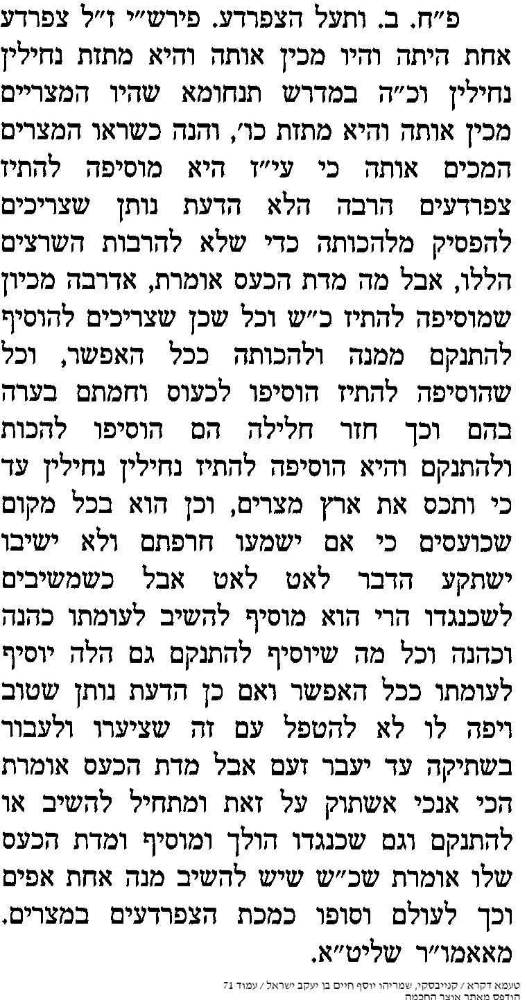 פ״ח. ב. ותעל הצפרדע. פירש״י ז״ל צפרדע
אחת היתה והיו מכין אותה והיא מתזת נחילין
נחילין וכ״ה במדרש תנחומא שהיו המצריים
מכין אותה והיא מתזת כו׳, והנה כשראו המצרים
המכים אותה כי עי״ז היא מוסיפה להתיז
צפרדעים הרבה הלא הדעת נותן שצריכים
להפסיק מלהכותה כדי שלא להרבות השרצים
הללו, אבל מה מדת הכעס אומרת, אדרבה מכיון
שמוסיפה להתיז כ״ש וכל שכן שצריכים להוסיף
להתנקם ממנה ולהכותה ככל האפשר, וכל
שהוסיפה להתיז הוסיפו לכעוס וחמתם בערה
בהם וכך חזר חלילה הם הוסיפו להכות
ולהתנקם והיא הוסיפה להתיז נחילין נחילין עד
כי ותכס את ארץ מצרים, וכן הוא בכל מקום
שכועסים כי אם ישמעו חרפתם ולא ישיבו
ישתקע הדבר לאט לאט אבל כשמשיבים
לשכנגדו הרי הוא מוסיף להשיב לעומתו כהנה
וכהנה וכל מה שיוסיף להתנקם גם הלה יוסיף
לעומתו ככל האפשר ואם כן הדעת נותן שטוב
ויפה לו לא להטפל עם זה שציערו ולעבור
בשתיקה עד יעבר זעם אבל מדת הכעס אומרת
הכי אנכי אשתוק על זאת ומתחיל להשיב או
להתנקם וגם שכנגדו הולך ומוסיף ומדת הכעס
שלו אומרת שכ״ש שיש להשיב מנה אחת אפים
וכך לעולם וסופו כמכת הצפרדעים במצרים.
מאאמו״ר שליט״א.
טעמא דקרא / קנייבסקי, שמריהו יוסף חיים בן יעקב ישראל / עמוד 71
הודפס מאתר אוצר החכמה